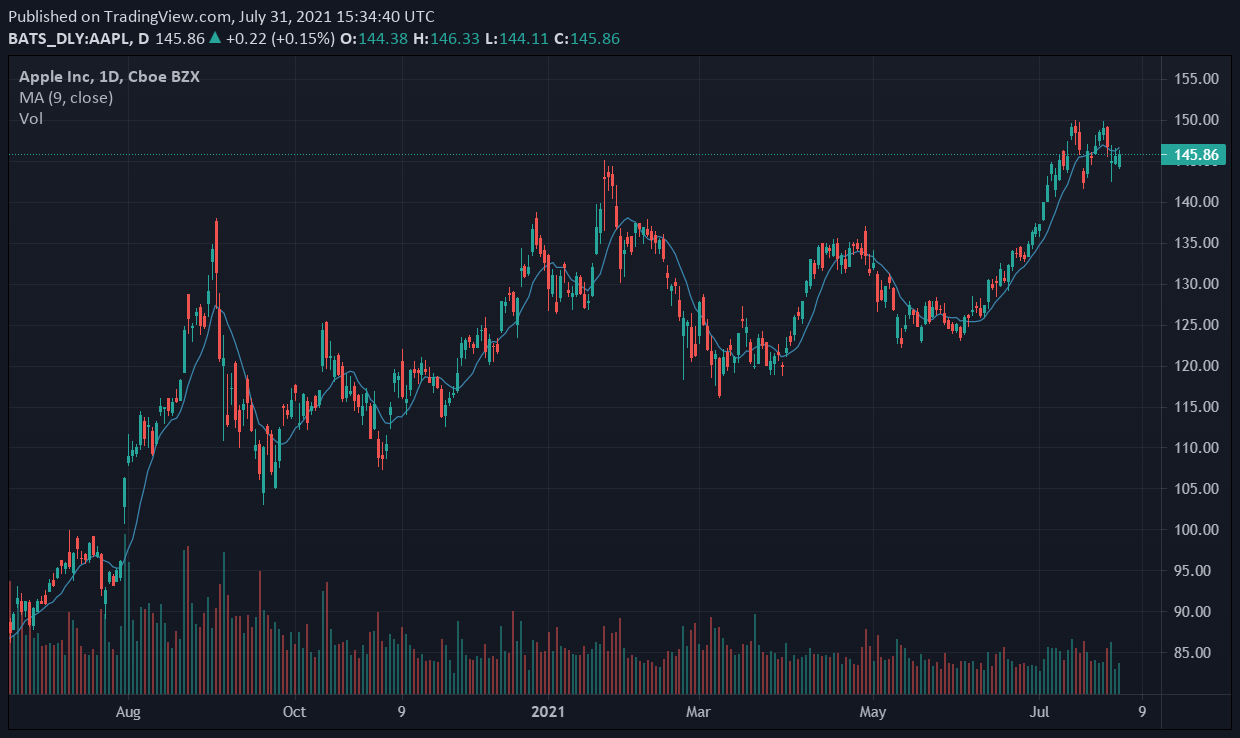 Published on TradingView.com, July 31, 2021 15:34:40 UTC
BATS_DLY:AAPL, D 145.86 ▲ +0.22 (+0.15%) O:144.38 H:146.33 L:144.11 C:145.86
Apple Inc, 1D, Cboe BZX
MA (9, close)
Vol
155.00
150.00
145.86
140.00
135.00
130.00
125.00
120.00
115.00
110.00
105.00
100.00
95.00
90.00
85.00
Aug Oct 9 2021 Mar May Jul 9